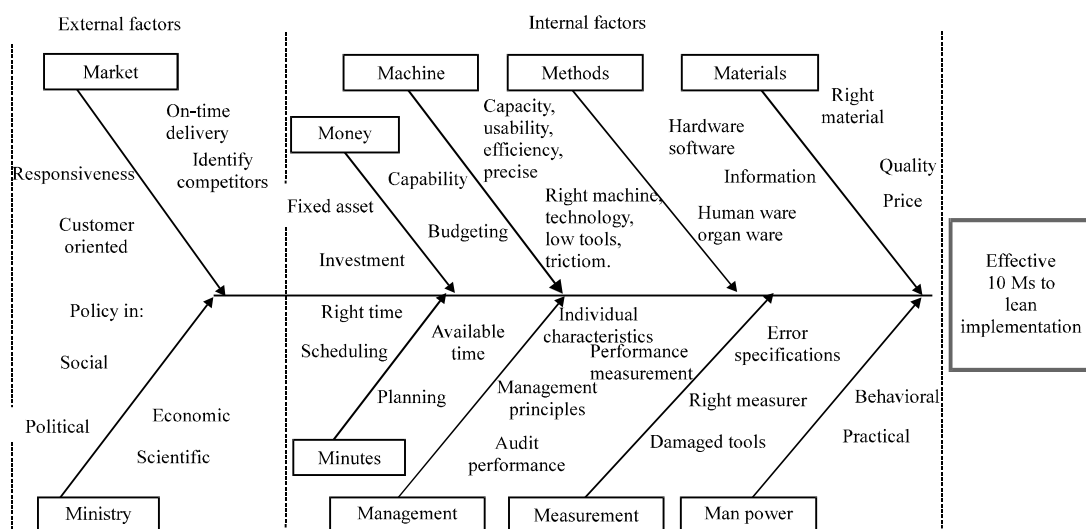 External factors
Internal factors
Market
On-time
delivery
Identify
competitors
Responsiveness
Customer
oriented
Machine
Methods
Materials
Money
Capacity,
usability,
efficiency,
precise
Capability
Fixed asset
Budgeting
Investment
Right machine,
technology,
low tools,
trictiom.
Hardware
software
Information
Human ware
organ ware
Right
material
Quality
Price
Effective
10 Ms to
lean
implementation
Policy in:
Social
Political
Economic
Scientific
Ministry
Right time
Scheduling
Available
time
Planning
Minutes
Individual
characteristics
Management
principles
Audit
performance
Management
Performance
measurement
Error
specifications
Right measurer
Damaged tools
Measurement
Behavioral
Practical
Man power